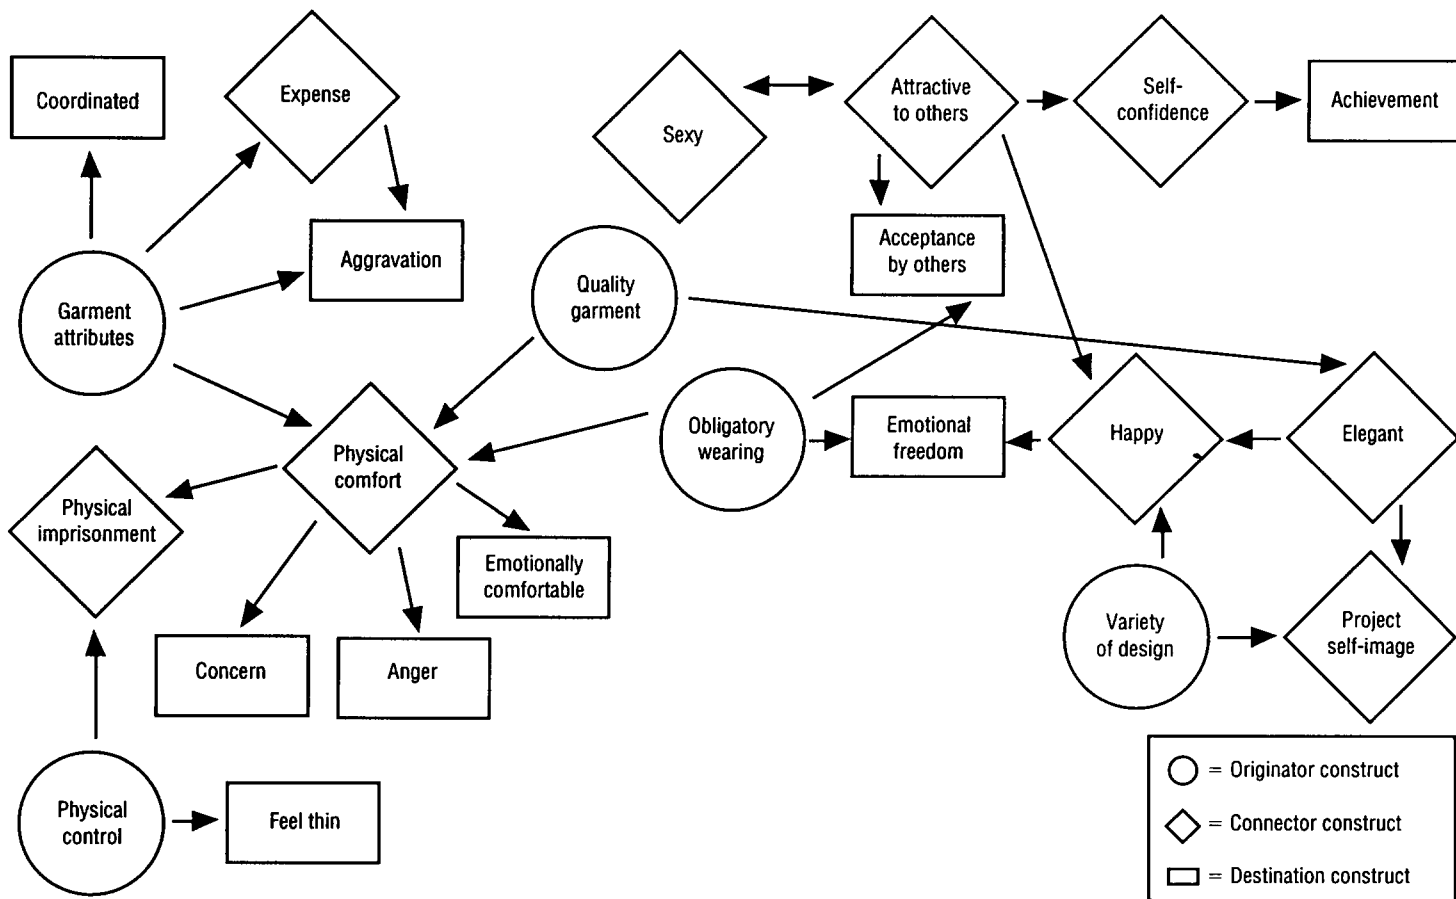 Coordinated
Expense
Sexy
Attractive
to others
Self-
confidence
Achievement
Garment
attributes
Aggravation
Quality
garment
Acceptance
by others
Physical
imprisonment
Physical
comfort
Obligatory
wearing
Emotional
freedom
Happy
Elegant
Emotionally
comfortable
Concern
Anger
Variety
of design
Project
self-image
Physical
control
Feel thin
= Originator construct
= Connector construct
= Destination construct